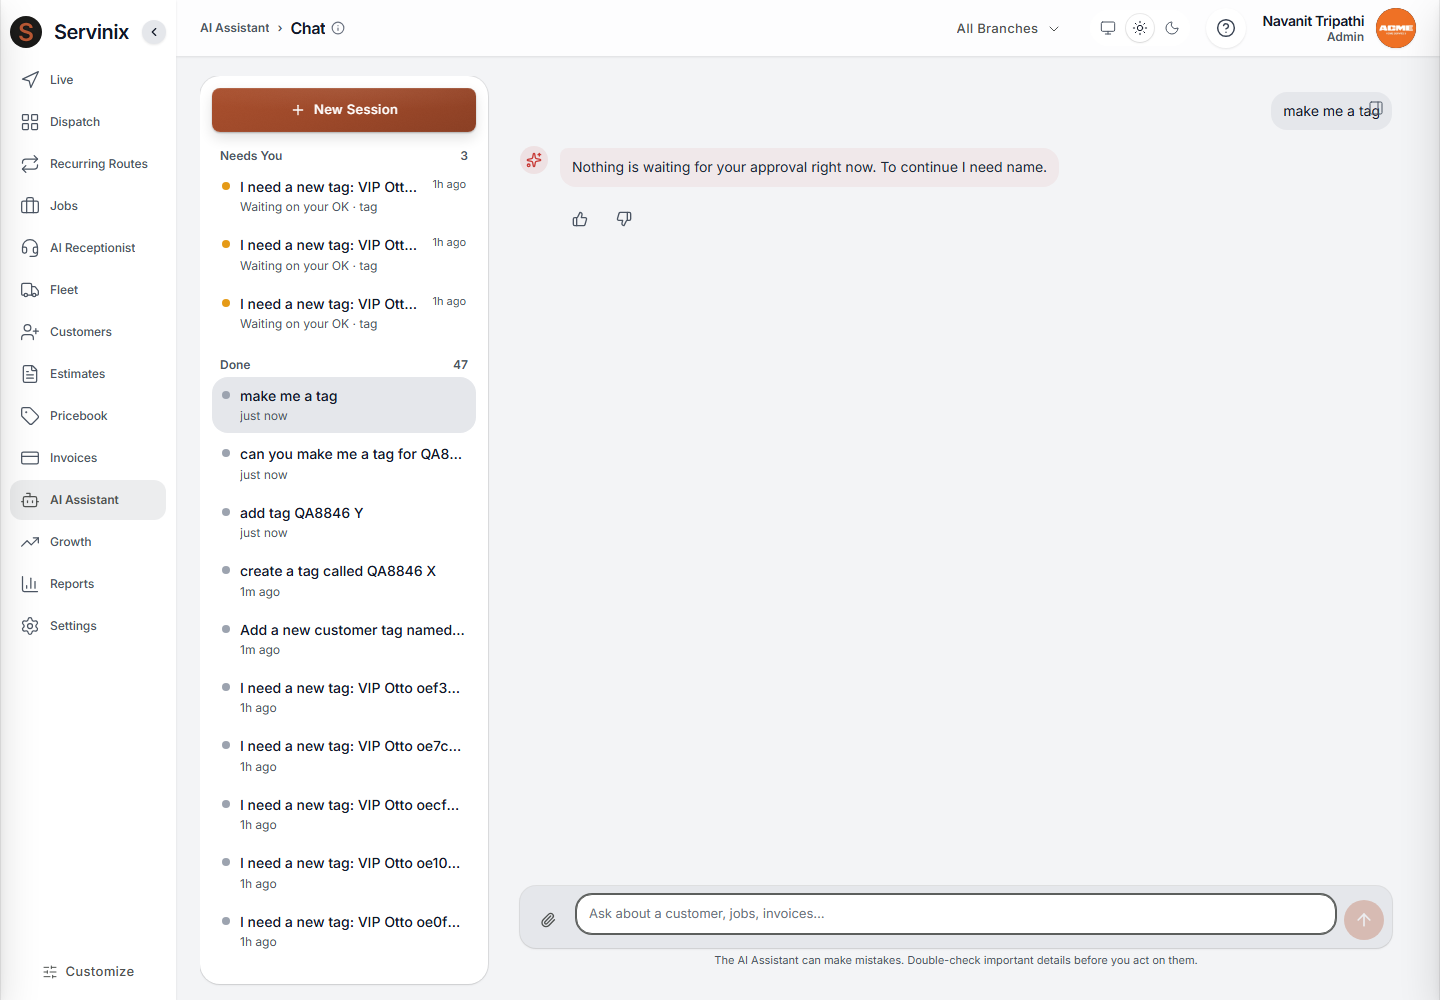 S Servinix
Live
Dispatch
Recurring Routes
Jobs
AI Receptionist
Fleet
Customers
Estimates
Pricebook
Invoices
AI Assistant
Growth
Reports
Settings
Customize
AI Assistant › Chat
All Branches
Navanit Tripathi
Admin
ACME
+ New Session
Needs You 3
I need a new tag: VIP Ott... 1h ago
Waiting on your OK · tag
I need a new tag: VIP Ott... 1h ago
Waiting on your OK · tag
I need a new tag: VIP Ott... 1h ago
Waiting on your OK · tag
Done 47
make me a tag
just now
can you make me a tag for QA8...
just now
add tag QA8846 Y
just now
create a tag called QA8846 X
1m ago
Add a new customer tag named...
1m ago
I need a new tag: VIP Otto oef3...
1h ago
I need a new tag: VIP Otto oe7c...
1h ago
I need a new tag: VIP Otto oecf...
1h ago
I need a new tag: VIP Otto oe10...
1h ago
I need a new tag: VIP Otto oe0f...
1h ago
make me a tag
Nothing is waiting for your approval right now. To continue I need name.
Ask about a customer, jobs, invoices...
The AI Assistant can make mistakes. Double-check important details before you act on them.